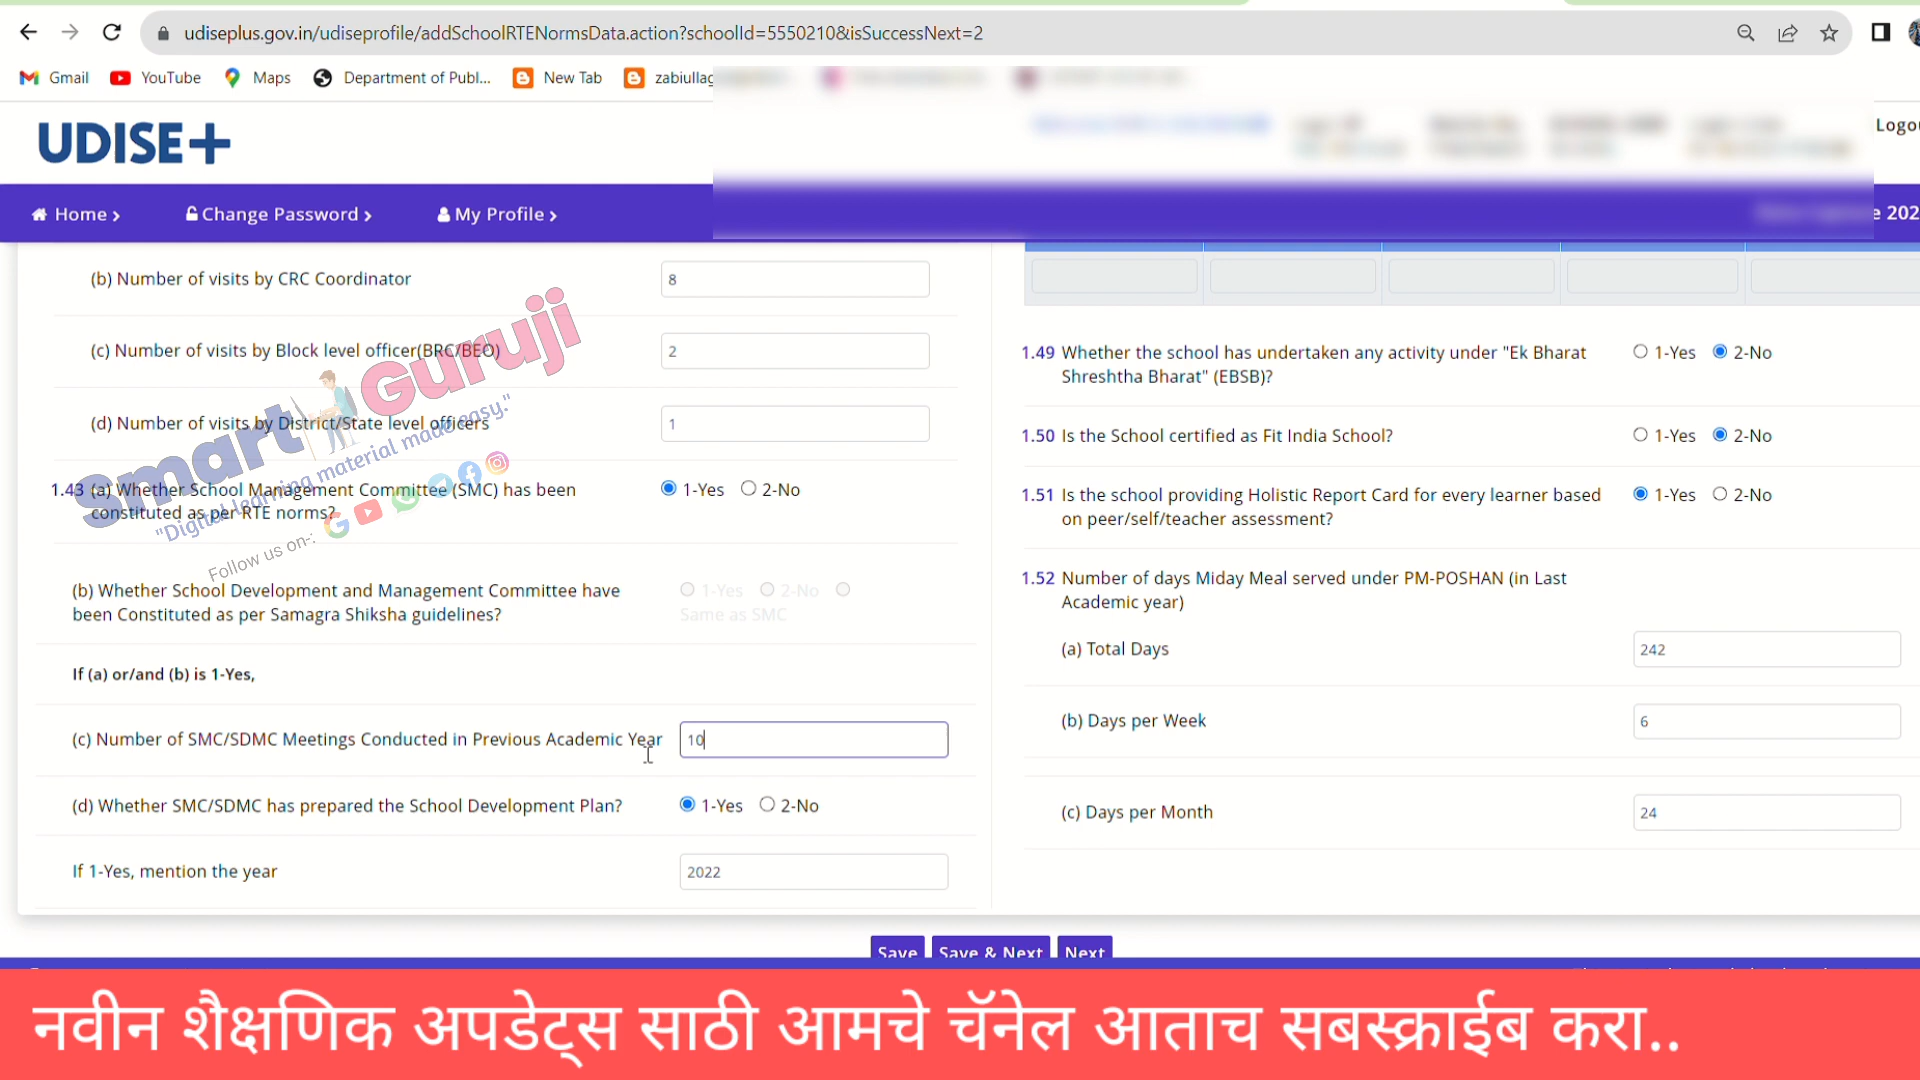 udiseplus.gov.in/udiseprofile/addSchoolRTENormsData.action?schoolId=5550210&isSuccessNext=2
Gmail YouTube Maps Department of Publ... New Tab zabiullag
UDISE+
Logou
Home Change Password My Profile
e 202
(b) Number of visits by CRC Coordinator 8
(c) Number of visits by Block level officer(BRC/BEO) 2
(d) Number of visits by District/State level officers 1
1.43 (a) Whether School Management Committee (SMC) has been constituted as per RTE norms? 1-Yes 2-No
(b) Whether School Development and Management Committee have been Constituted as per Samagra Shiksha guidelines? 1-Yes 2-No Same as SMC
If (a) or/and (b) is 1-Yes,
(c) Number of SMC/SDMC Meetings Conducted in Previous Academic Year 10
(d) Whether SMC/SDMC has prepared the School Development Plan? 1-Yes 2-No
If 1-Yes, mention the year 2022
Smart Guruji
"Digital learning material made easy."
Follow us on-:
1.49 Whether the school has undertaken any activity under "Ek Bharat Shreshtha Bharat" (EBSB)? 1-Yes 2-No
1.50 Is the School certified as Fit India School? 1-Yes 2-No
1.51 Is the school providing Holistic Report Card for every learner based on peer/self/teacher assessment? 1-Yes 2-No
1.52 Number of days Miday Meal served under PM-POSHAN (in Last Academic year)
(a) Total Days 242
(b) Days per Week 6
(c) Days per Month 24
Save Save & Next Next
नवीन शैक्षणिक अपडेट्स साठी आमचे चॅनेल आताच सबस्क्राईब करा..